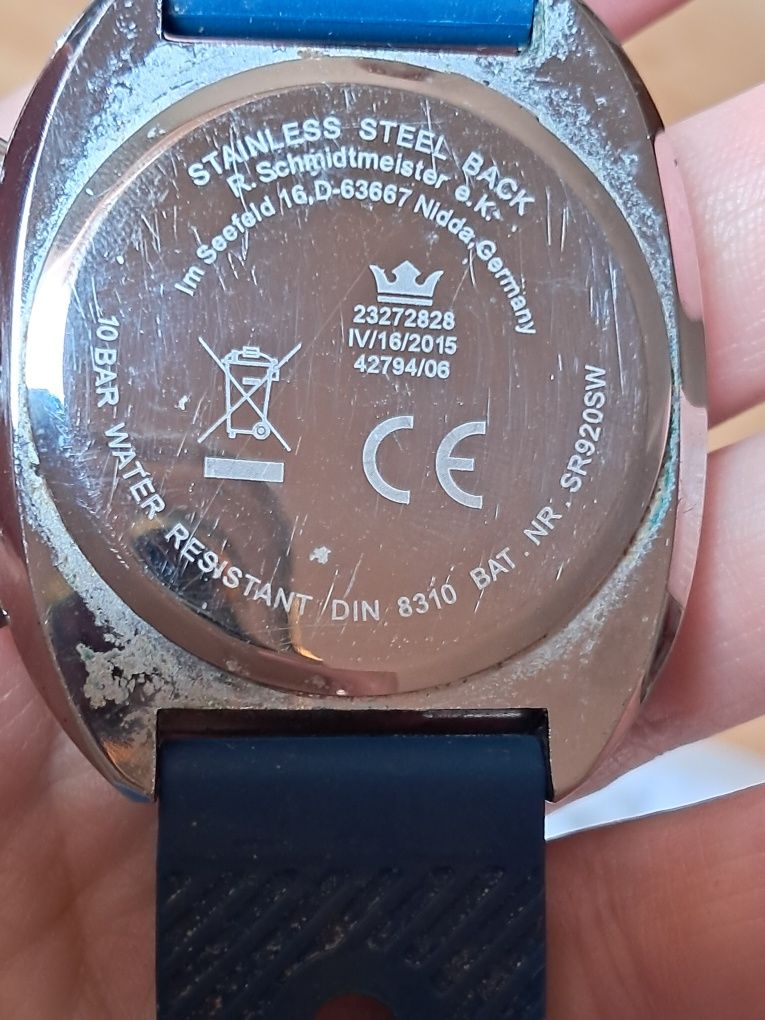 STAINLESS STEEL BACK
R. Schmidtmeister e.K.
Im Seefeld 16, D-63667 Nidda, Germany
23272828
IV/16/2015
42794/06
CE
10 BAR WATER RESISTANT DIN 8310 BAT. NR. SR920SW